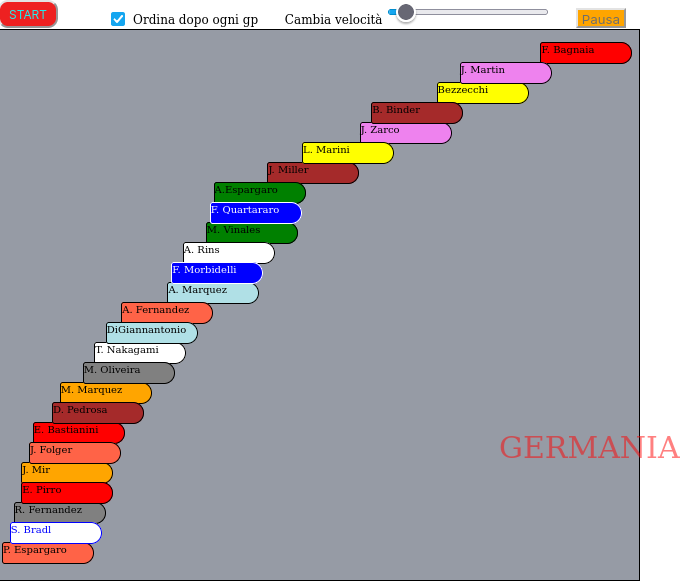 START
Ordina dopo ogni gp
Cambia velocità
Pausa
F. Bagnaia
J. Martin
Bezzecchi
B. Binder
J. Zarco
L. Marini
J. Miller
A.Espargaro
F. Quartararo
M. Vinales
A. Rins
F. Morbidelli
A. Marquez
A. Fernandez
DiGiannantonio
T. Nakagami
M. Oliveira
M. Marquez
D. Pedrosa
E. Bastianini
J. Folger
GERMANIA
J. Mir
E. Pirro
R. Fernandez
S. Bradl
P. Espargaro